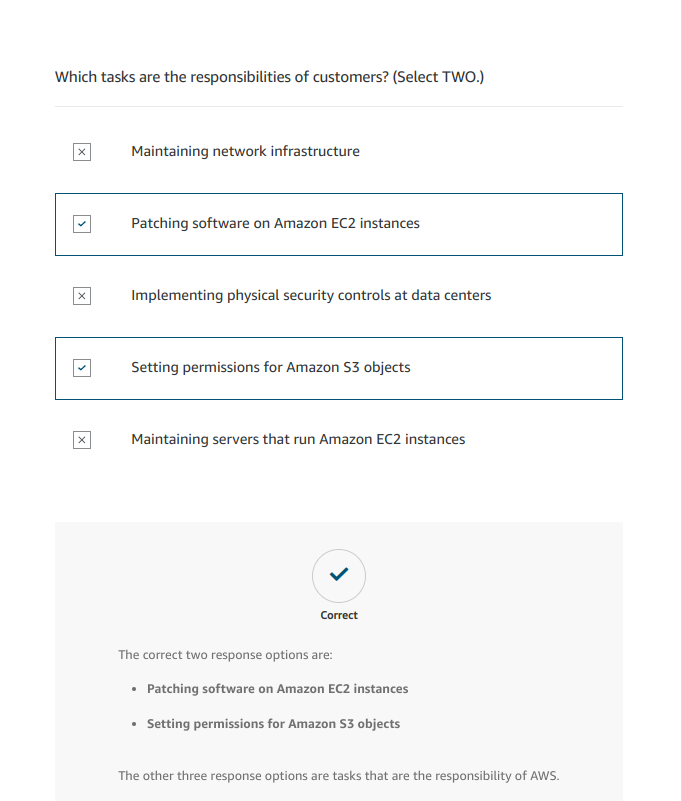 Which tasks are the responsibilities of customers? (Select TWO.)
Maintaining network infrastructure
Patching software on Amazon EC2 instances
Implementing physical security controls at data centers
Setting permissions for Amazon S3 objects
Maintaining servers that run Amazon EC2 instances
Correct
The correct two response options are:
• Patching software on Amazon EC2 instances
• Setting permissions for Amazon S3 objects
The other three response options are tasks that are the responsibility of AWS.